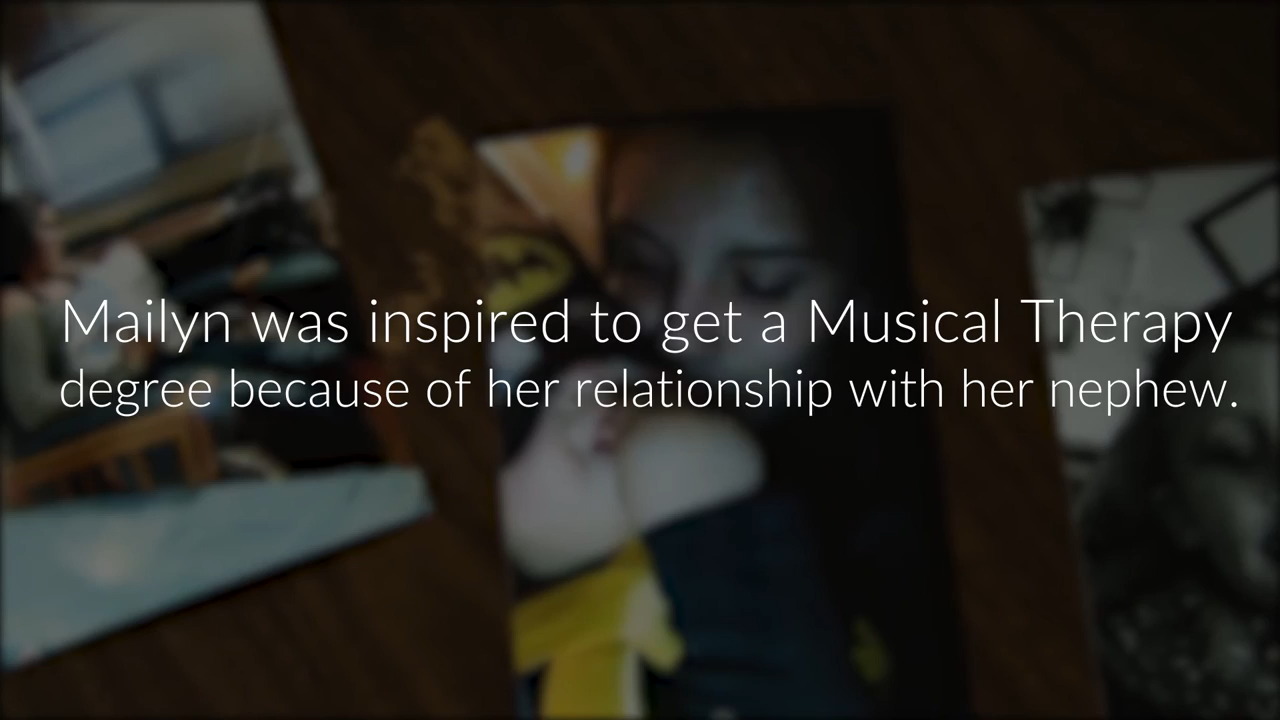 Mailyn was inspired to get a Musical Therapy
degree because of her relationship with her nephew.